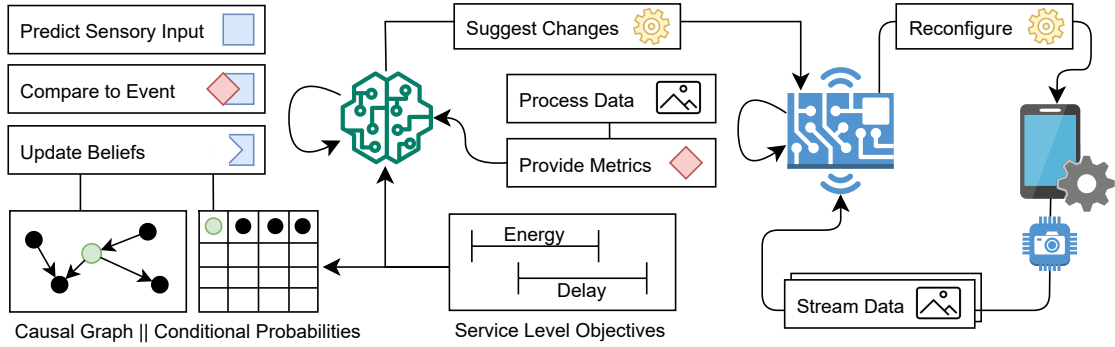 Predict Sensory Input
Compare to Event
Update Beliefs
Causal Graph || Conditional Probabilities
Suggest Changes
Process Data
Provide Metrics
Energy
Delay
Service Level Objectives
Reconfigure
Stream Data